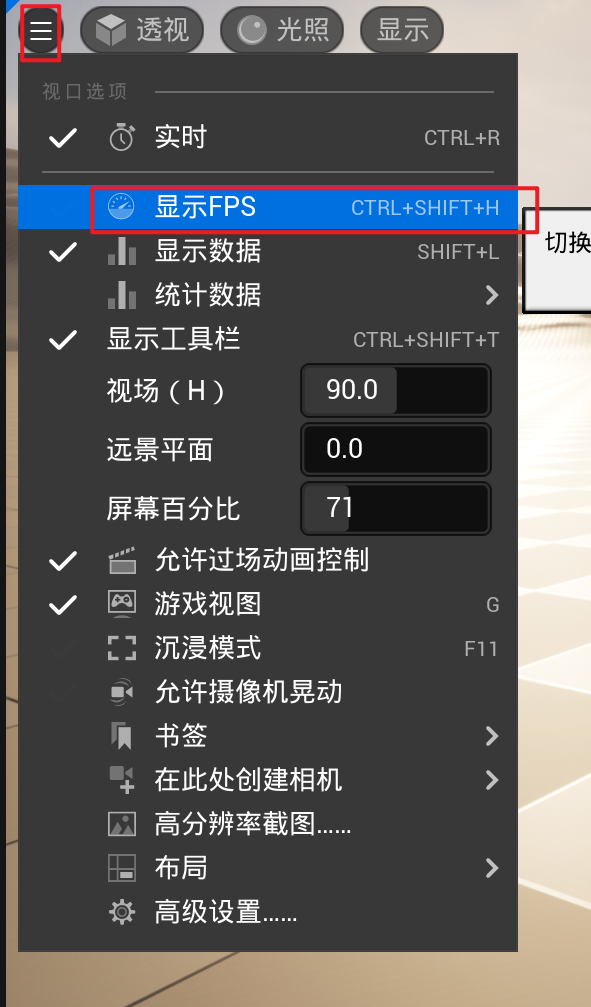 透视
光照
显示
视口选项
实时 CTRL+R
显示FPS CTRL+SHIFT+H
显示数据 SHIFT+L
统计数据
显示工具栏 CTRL+SHIFT+T
视场（H） 90.0
远景平面 0.0
屏幕百分比 71
允许过场动画控制
游戏视图 G
沉浸模式 F11
允许摄像机晃动
书签
在此处创建相机
高分辨率截图......
布局
高级设置......
切换